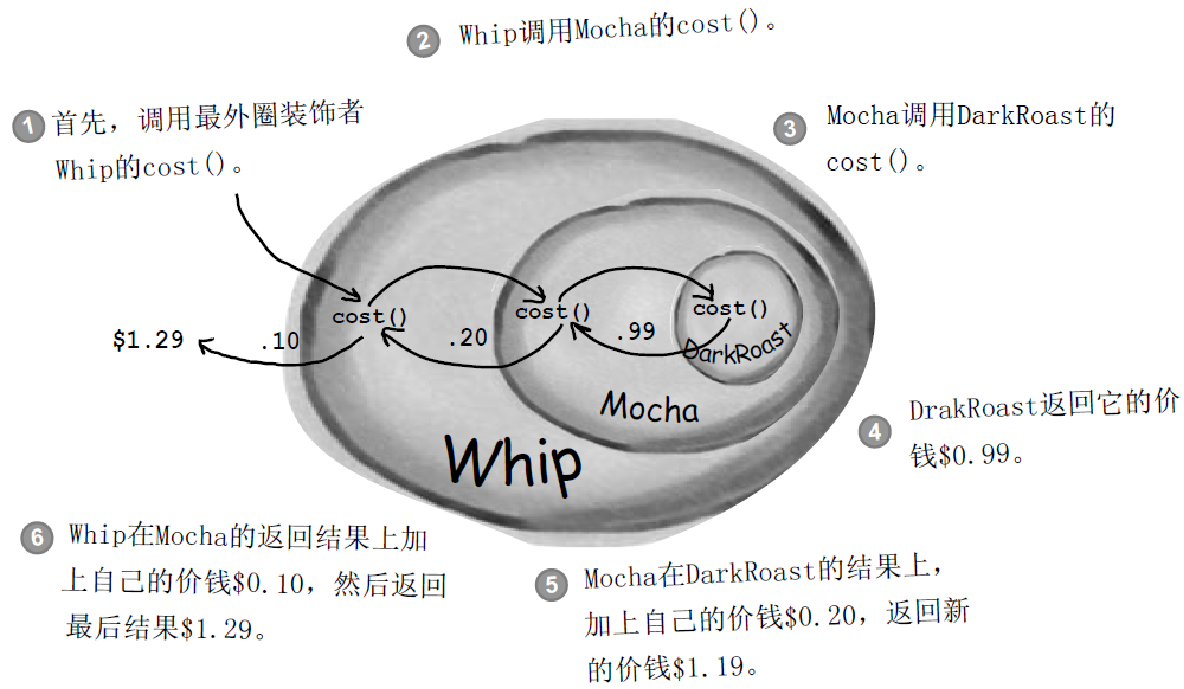 2 Whip调用Mocha的cost()。
1 首先，调用最外圈装饰者
Whip的cost()。
3 Mocha调用DarkRoast的
cost()。
cost()
cost()
cost()
$1.29
.10
.20
.99
DarkRoast
Mocha
Whip
4 DrakRoast返回它的价
钱$0.99。
6 Whip在Mocha的返回结果上加
上自己的价钱$0.10，然后返回
最后结果$1.29。
5 Mocha在DarkRoast的结果上，
加上自己的价钱$0.20，返回新
的价钱$1.19。